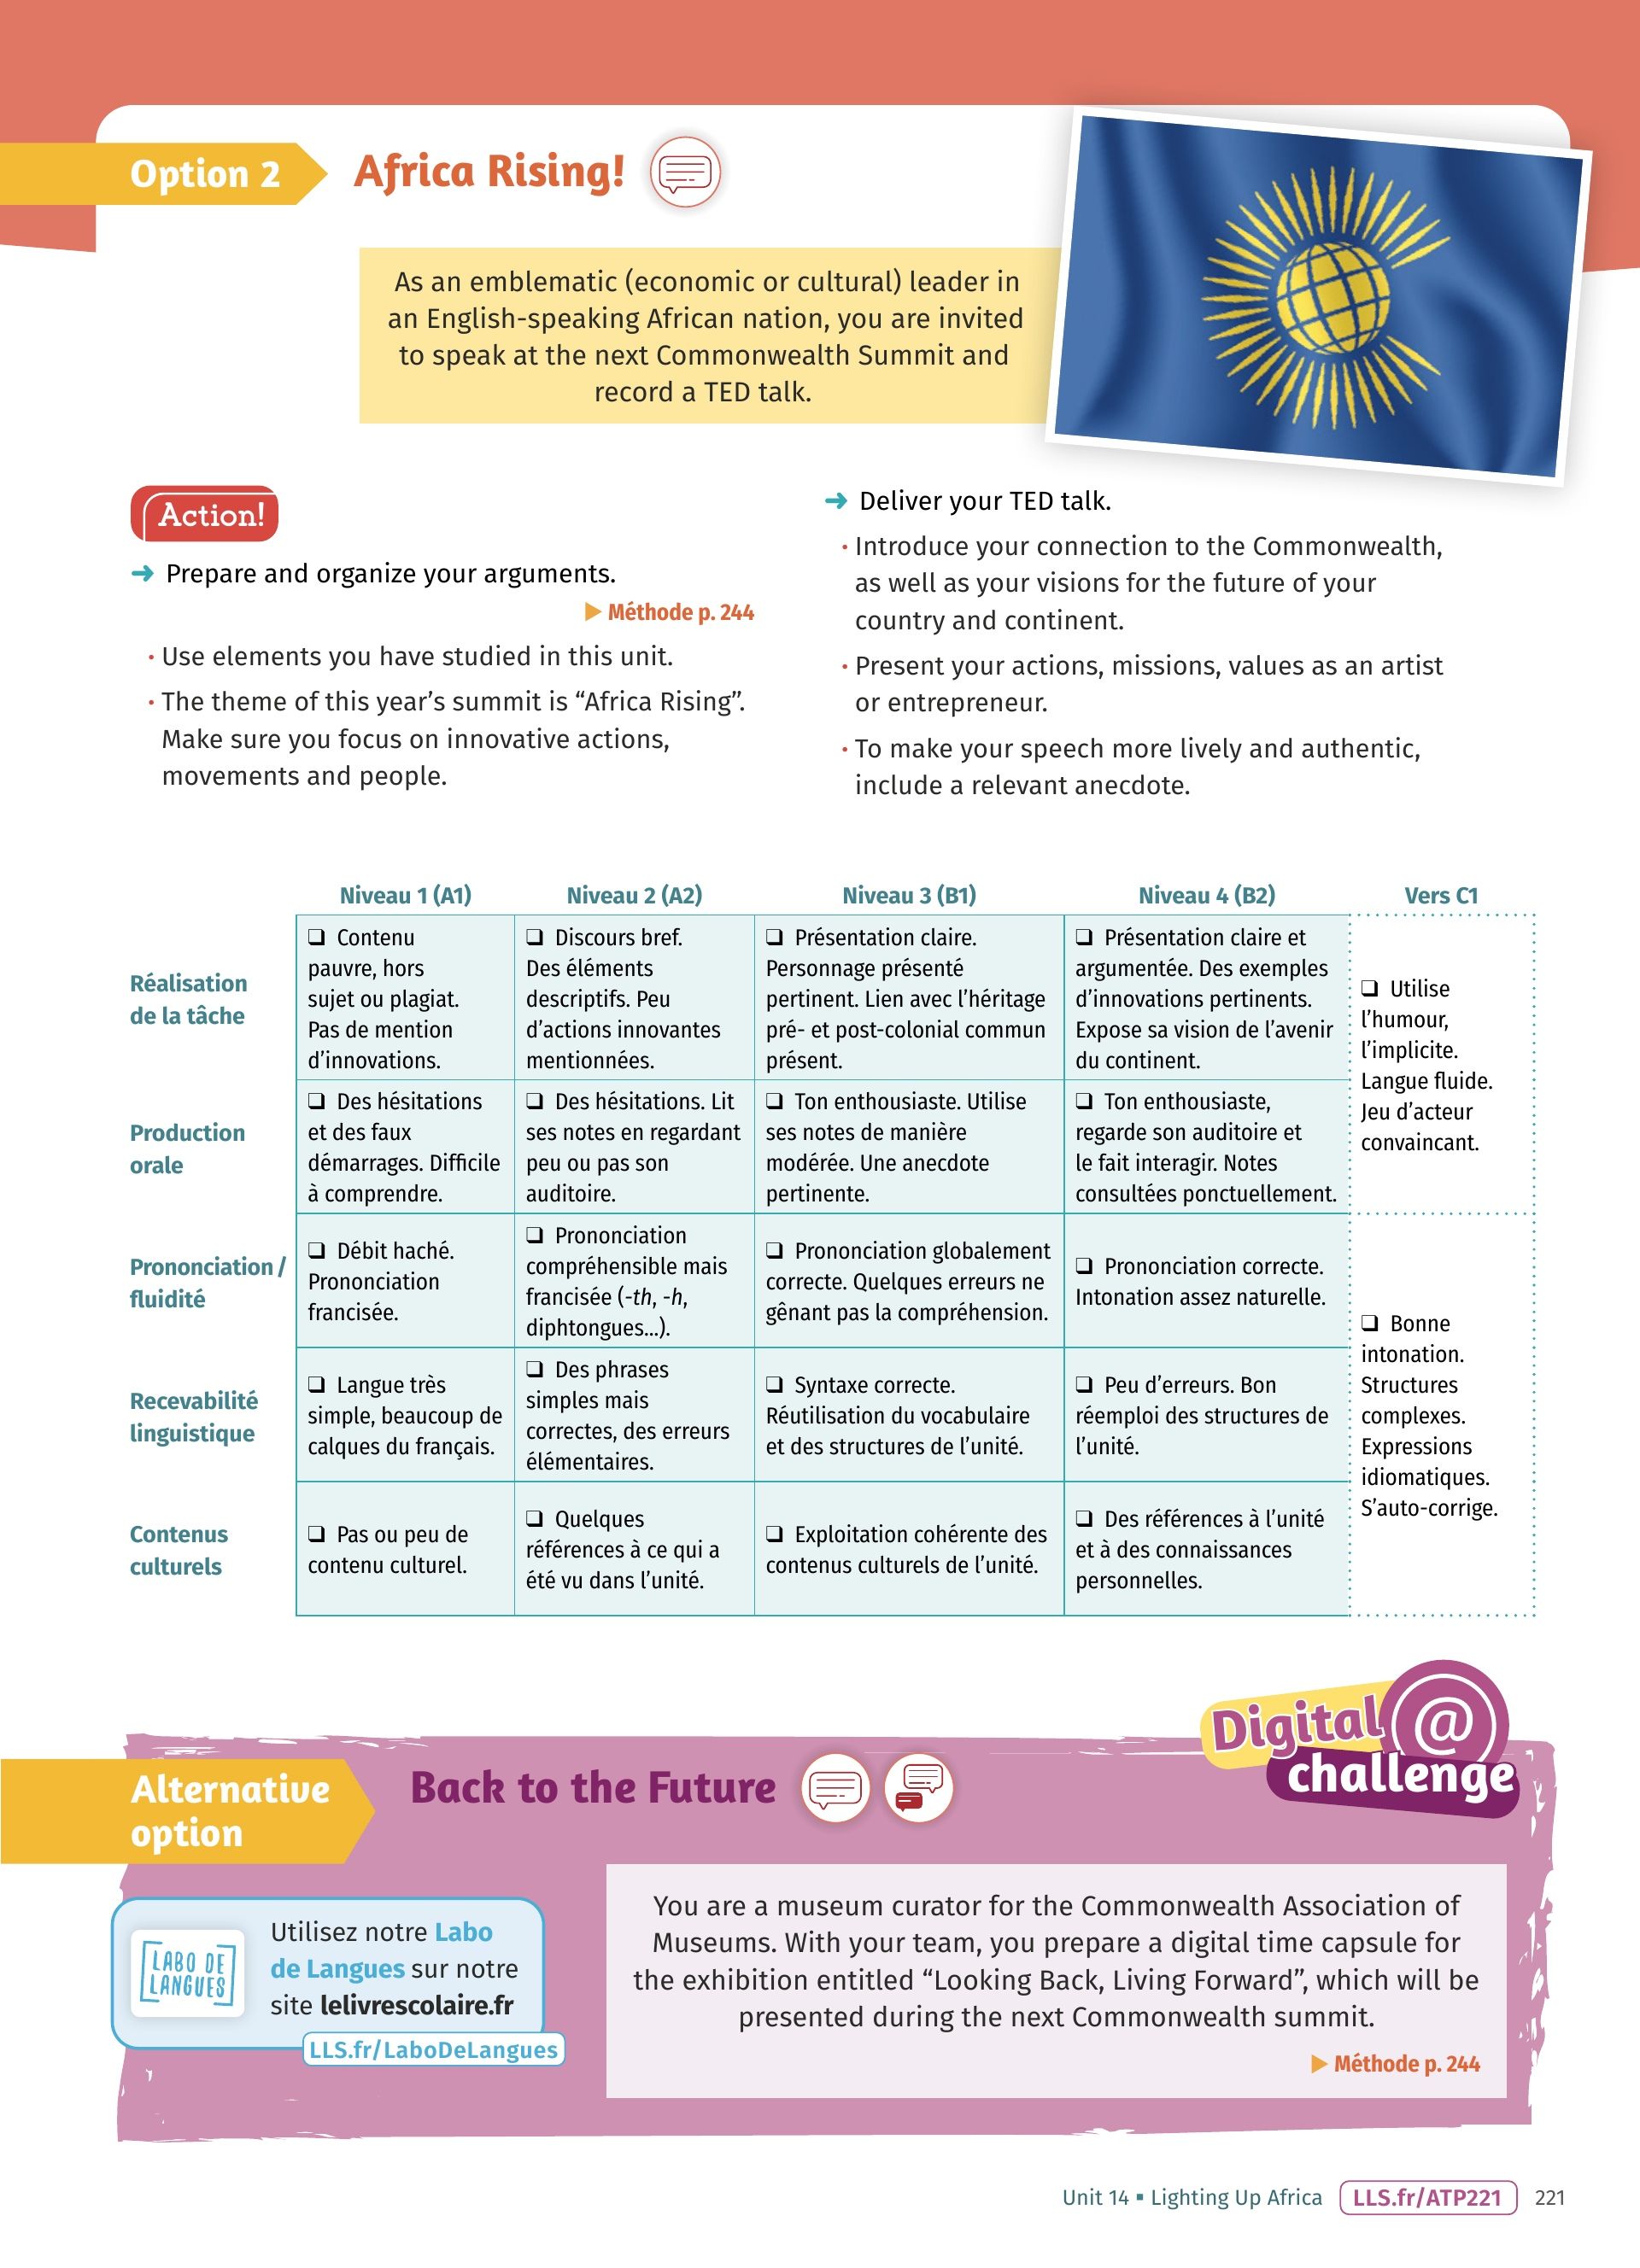 Option 2
Africa Rising!
As an emblematic (economic or cultural) leader in
an English-speaking African nation, you are invited
to speak at the next Commonwealth Summit and
record a TED talk.
Action!
➜ Prepare and organize your arguments.
▶ Méthode p. 244
· Use elements you have studied in this unit.
· The theme of this year’s summit is “Africa Rising”.
Make sure you focus on innovative actions,
movements and people.
➜ Deliver your TED talk.
· Introduce your connection to the Commonwealth,
as well as your visions for the future of your
country and continent.
· Present your actions, missions, values as an artist
or entrepreneur.
· To make your speech more lively and authentic,
include a relevant anecdote.
Niveau 1 (A1)
Niveau 2 (A2)
Niveau 3 (B1)
Niveau 4 (B2)
Vers C1
Réalisation
de la tâche
❑ Contenu
pauvre, hors
sujet ou plagiat.
Pas de mention
d’innovations.
❑ Discours bref.
Des éléments
descriptifs. Peu
d’actions innovantes
mentionnées.
❑ Présentation claire.
Personnage présenté
pertinent. Lien avec l’héritage
pré- et post-colonial commun
présent.
❑ Présentation claire et
argumentée. Des exemples
d’innovations pertinents.
Expose sa vision de l’avenir
du continent.
❑ Utilise
l’humour,
l’implicite.
Langue fluide.
Jeu d’acteur
convaincant.
Production
orale
❑ Des hésitations
et des faux
démarrages. Difficile
à comprendre.
❑ Des hésitations. Lit
ses notes en regardant
peu ou pas son
auditoire.
❑ Ton enthousiaste. Utilise
ses notes de manière
modérée. Une anecdote
pertinente.
❑ Ton enthousiaste,
regarde son auditoire et
le fait interagir. Notes
consultées ponctuellement.
Prononciation /
fluidité
❑ Débit haché.
Prononciation
francisée.
❑ Prononciation
compréhensible mais
francisée (-th, -h,
diphtongues...).
❑ Prononciation globalement
correcte. Quelques erreurs ne
gênant pas la compréhension.
❑ Prononciation correcte.
Intonation assez naturelle.
❑ Bonne
intonation.
Structures
complexes.
Expressions
idiomatiques.
S’auto-corrige.
Recevabilité
linguistique
❑ Langue très
simple, beaucoup de
calques du français.
❑ Des phrases
simples mais
correctes, des erreurs
élémentaires.
❑ Syntaxe correcte.
Réutilisation du vocabulaire
et des structures de l’unité.
❑ Peu d’erreurs. Bon
réemploi des structures de
l’unité.
Contenus
culturels
❑ Pas ou peu de
contenu culturel.
❑ Quelques
références à ce qui a
été vu dans l’unité.
❑ Exploitation cohérente des
contenus culturels de l’unité.
❑ Des références à l’unité
et à des connaissances
personnelles.
Digital @
challenge
Alternative
option
Back to the Future
LABO DE
LANGUES
Utilisez notre Labo
de Langues sur notre
site lelivrescolaire.fr
LLS.fr/LaboDeLangues
You are a museum curator for the Commonwealth Association of
Museums. With your team, you prepare a digital time capsule for
the exhibition entitled “Looking Back, Living Forward”, which will be
presented during the next Commonwealth summit.
▶ Méthode p. 244
Unit 14 ▪ Lighting Up Africa LLS.fr/ATP221 221